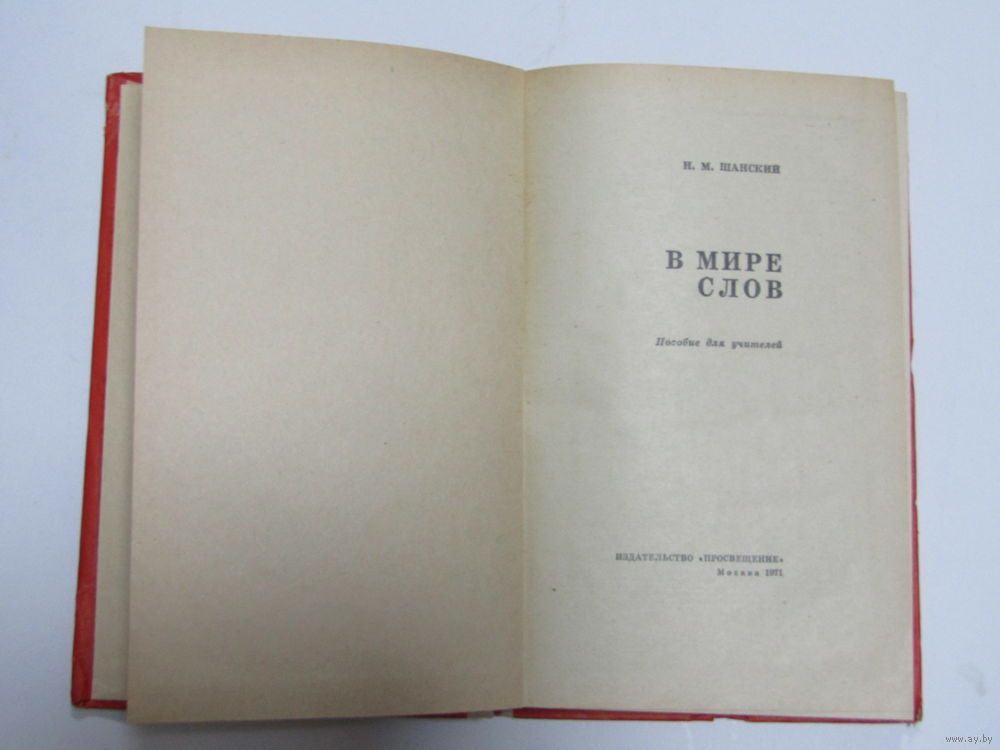 Н. М. ШАНСКИЙ
В МИРЕ
СЛОВ
Пособие для учителей
ИЗДАТЕЛЬСТВО «ПРОСВЕЩЕНИЕ»
Москва 1971
www.ay.by